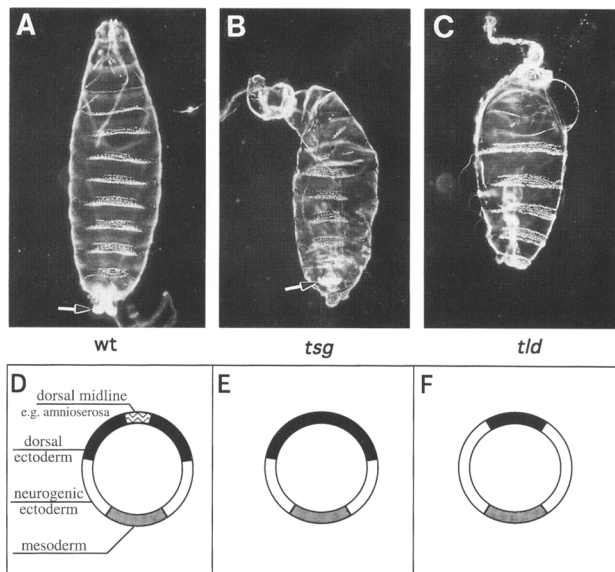 A
B
C
wt
tsg
tld
D
E
F
dorsal midline
e.g. amnioserosa
dorsal
ectoderm
neurogenic
ectoderm
mesoderm